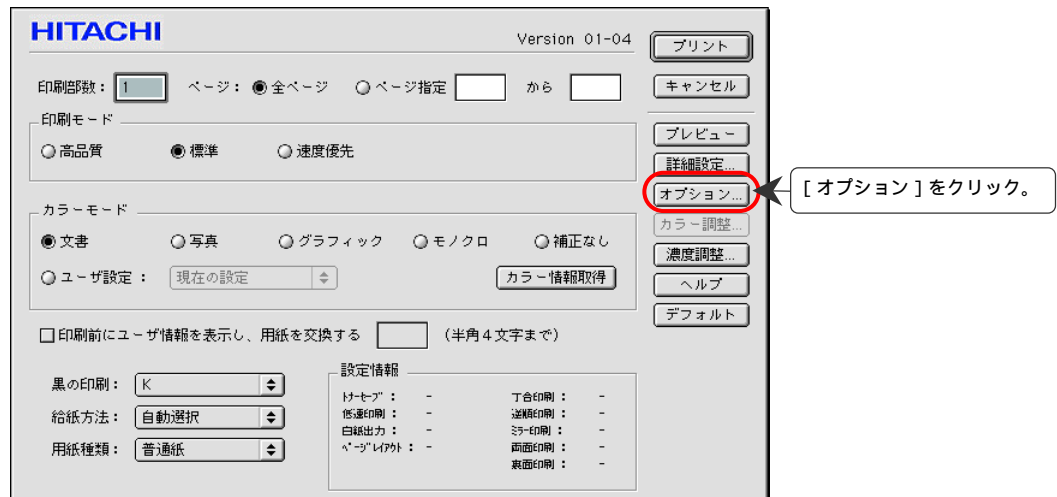 HITACHI
Version 01-04
プリント
印刷部数： 1 ページ： 全ページ ページ指定 から
キャンセル
印刷モード
高品質 標準 速度優先
プレビュー
詳細設定...
オプション...
[ オプション ] をクリック。
カラーモード
文書 写真 グラフィック モノクロ 補正なし
カラー調整...
濃度調整...
ユーザ設定 ： 現在の設定 カラー情報取得
ヘルプ
デフォルト
印刷前にユーザ情報を表示し、用紙を交換する （半角４文字まで）
設定情報
黒の印刷： K
給紙方法： 自動選択
用紙種類： 普通紙
ﾄﾅｰｾｰﾌﾞ ： - 丁合印刷 ： -
低速印刷 ： - 逆順印刷 ： -
白紙出力 ： - ﾐﾗｰ印刷 ： -
ﾍﾟｰｼﾞﾚｲｱｳﾄ ： - 両面印刷 ： -
裏面印刷 ： -